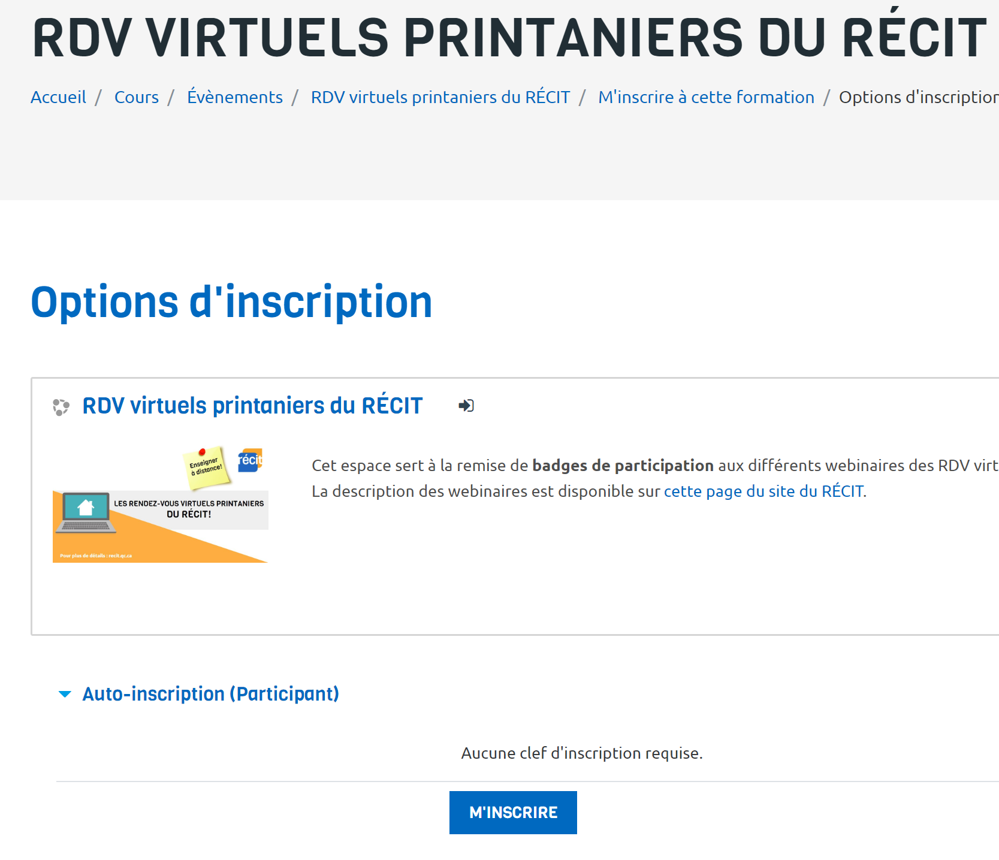 RDV VIRTUELS PRINTANIERS DU RÉCIT
Accueil / Cours / Évènements / RDV virtuels printaniers du RÉCIT / M'inscrire à cette formation / Options d'inscription
Options d'inscription
RDV virtuels printaniers du RÉCIT
Enseigner
à distance!
récit
LES RENDEZ-VOUS VIRTUELS PRINTANIERS
DU RÉCIT!
Pour plus de détails : recit.qc.ca
Cet espace sert à la remise de badges de participation aux différents webinaires des RDV virt
La description des webinaires est disponible sur cette page du site du RÉCIT.
Auto-inscription (Participant)
Aucune clef d'inscription requise.
M'INSCRIRE